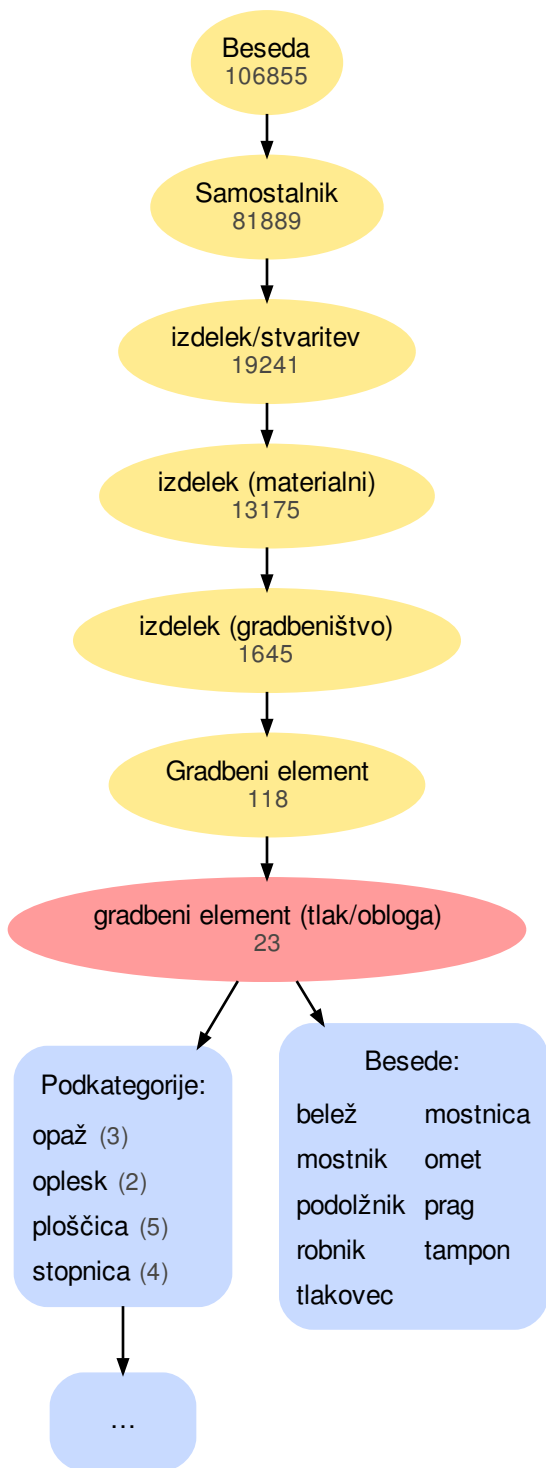 Beseda
106855
Samostalnik
81889
izdelek/stvaritev
19241
izdelek (materialni)
13175
izdelek (gradbeništvo)
1645
Gradbeni element
118
gradbeni element (tlak/obloga)
23
Podkategorije:
opaž (3)
oplesk (2)
ploščica (5)
stopnica (4)
…
Besede:
belež mostnica
mostnik omet
podolžnik prag
robnik tampon
tlakovec